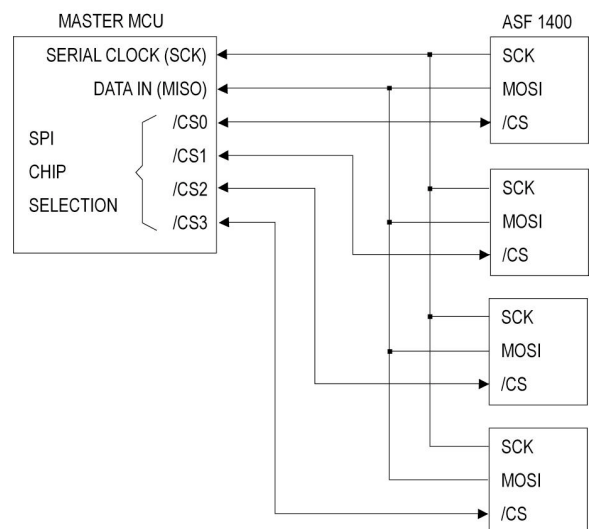 MASTER MCU
SERIAL CLOCK (SCK)
DATA IN (MISO)
SPI
CHIP
SELECTION
/CS0
/CS1
/CS2
/CS3
ASF 1400
SCK
MOSI
/CS
SCK
MOSI
/CS
SCK
MOSI
/CS
SCK
MOSI
/CS